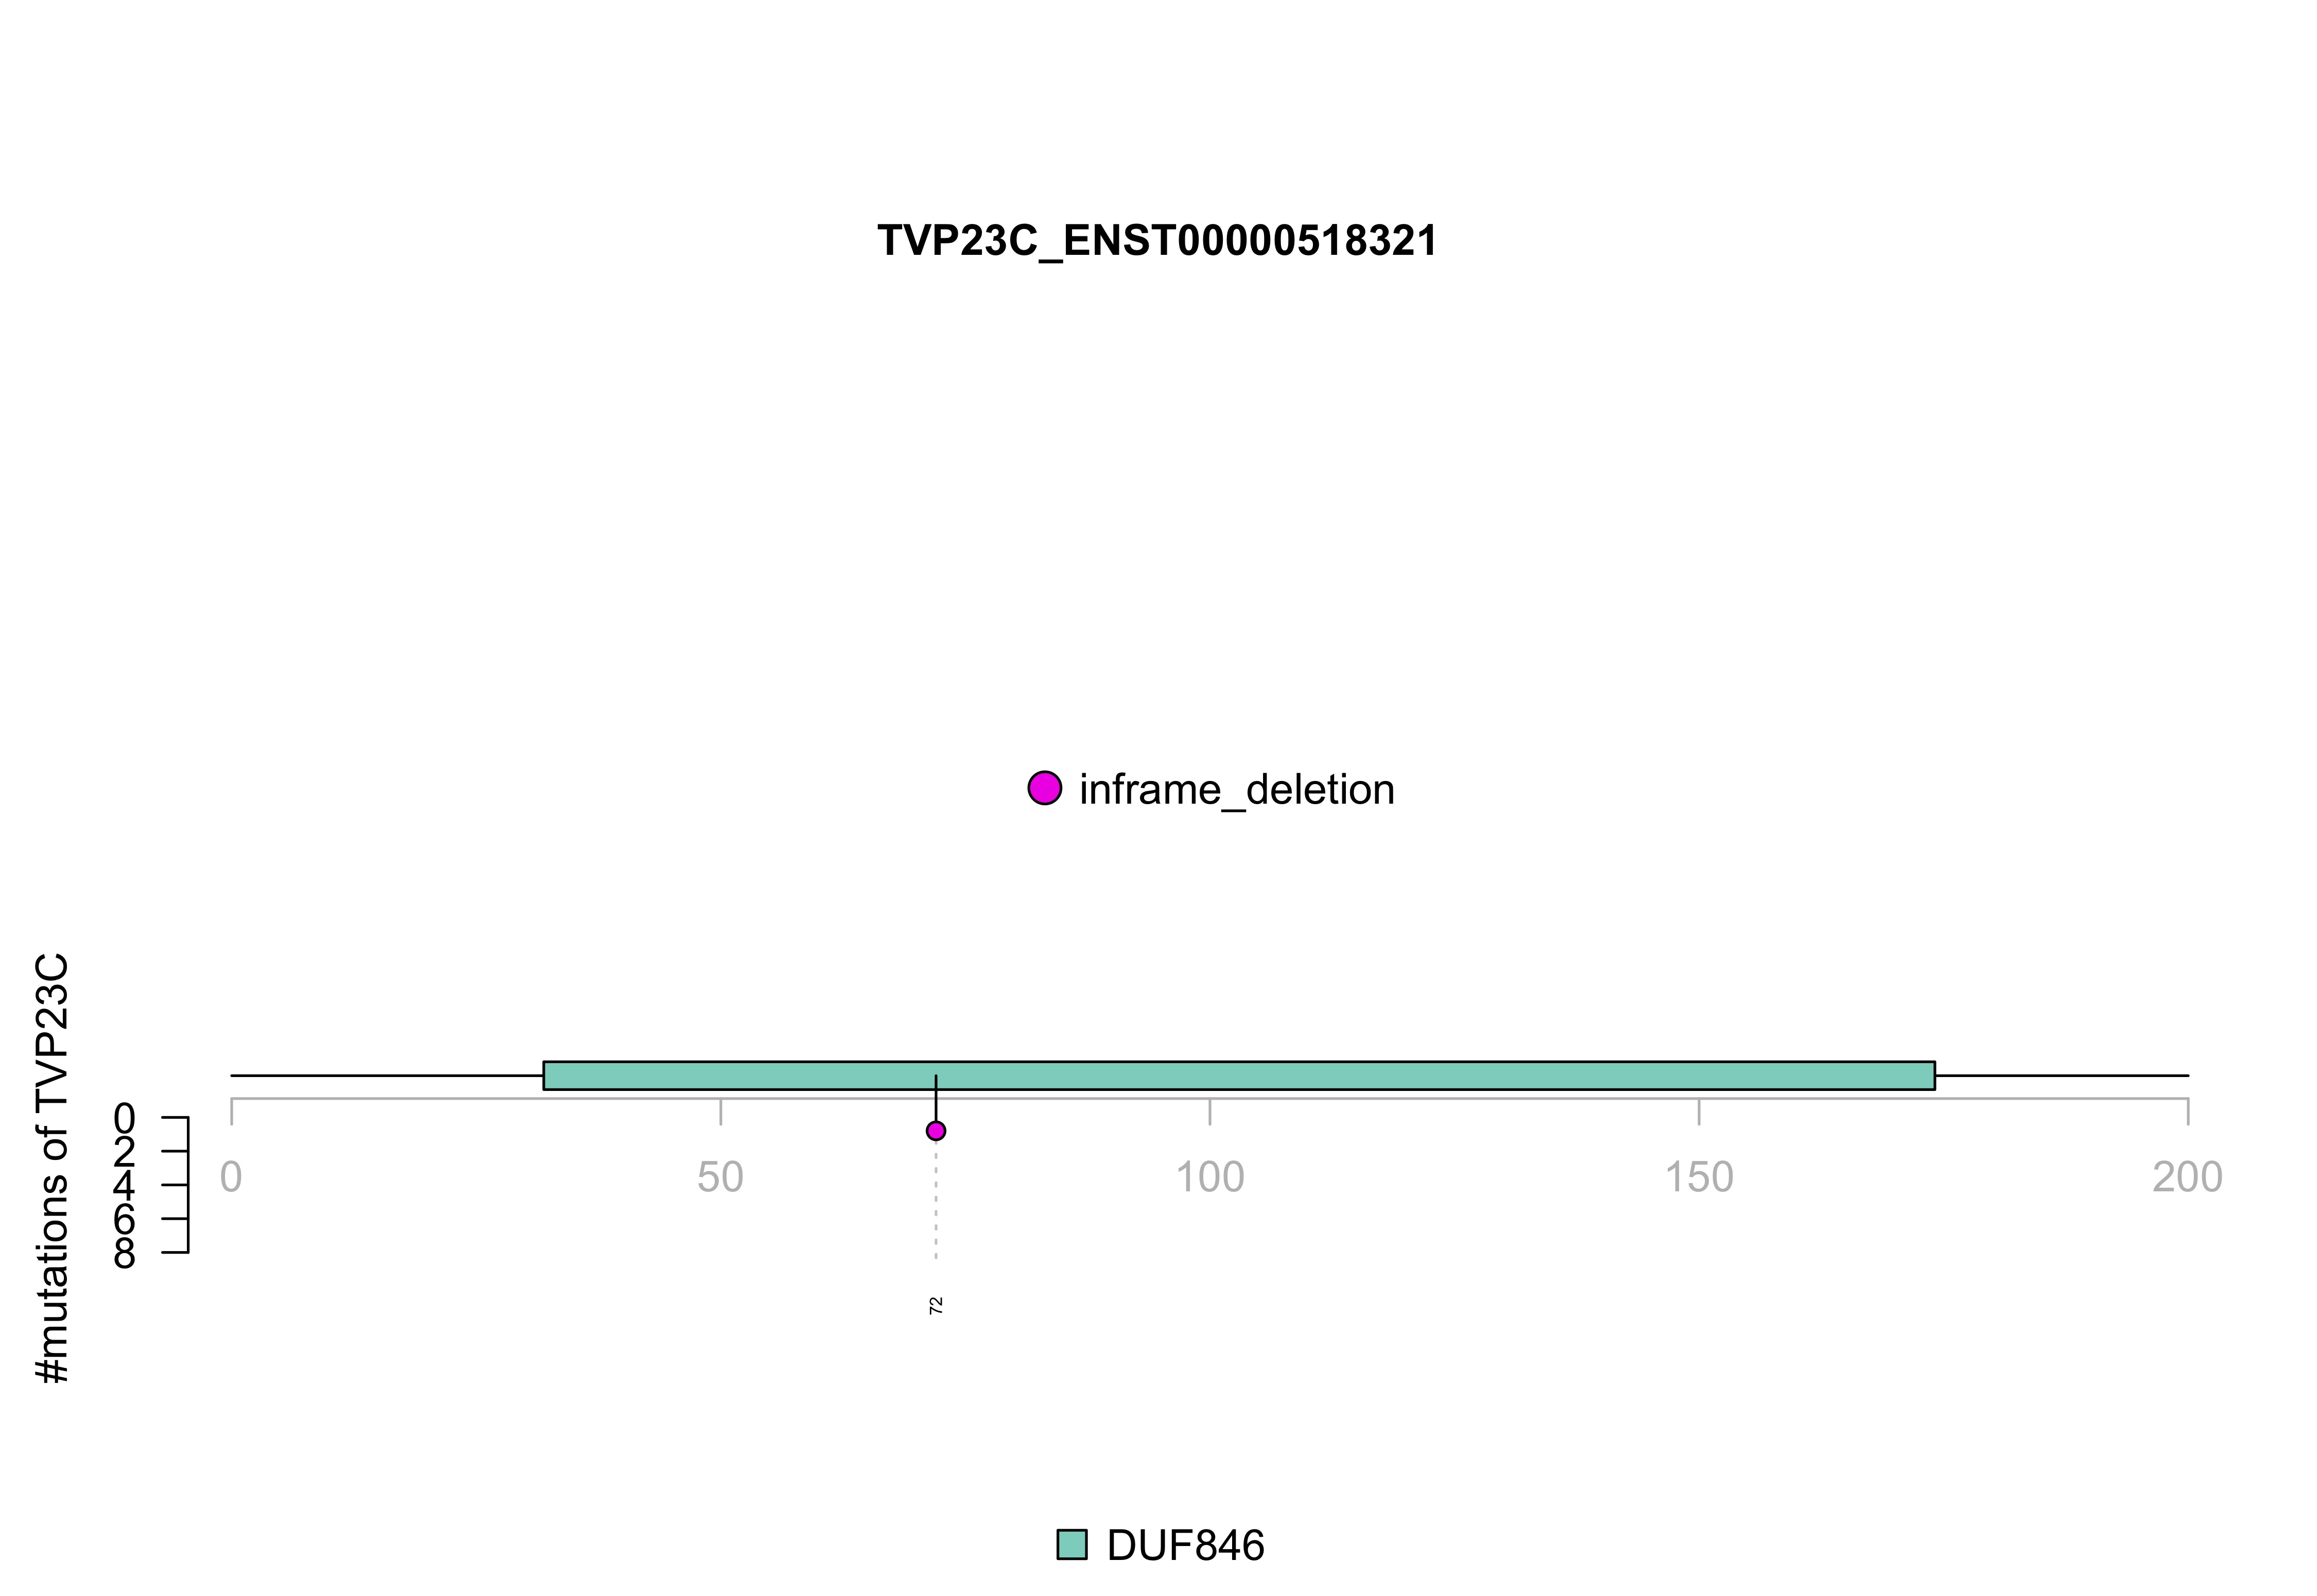 TVP23C_ENST00000518321
inframe_deletion
#mutations of TVP23C
0
2
4
6
8
0 50 100 150 200
72
DUF846